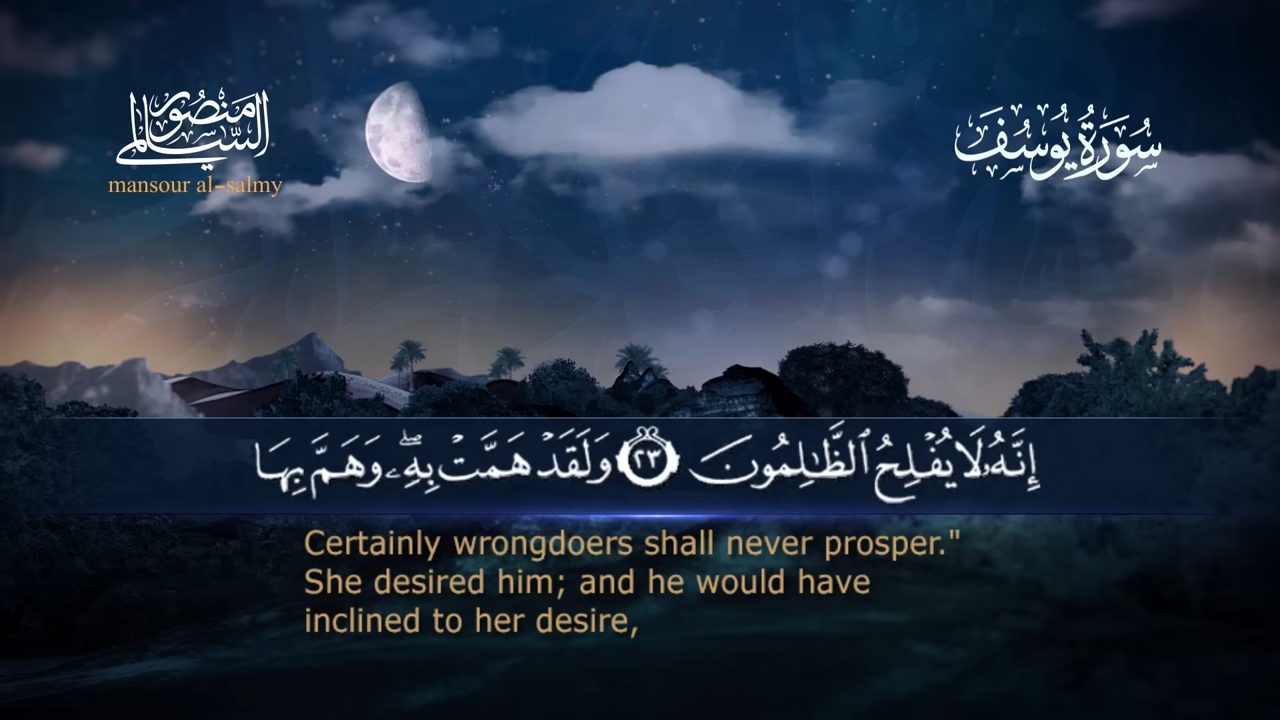 منصور السالمي
mansour al-salmy
سُورَةُ يُوسُفَ
إِنَّهُۥ لَا يُفْلِحُ ٱلظَّٰلِمُونَ ٢٣ وَلَقَدْ هَمَّتْ بِهِۦۖ وَهَمَّ بِهَا
Certainly wrongdoers shall never prosper."
She desired him; and he would have
inclined to her desire,